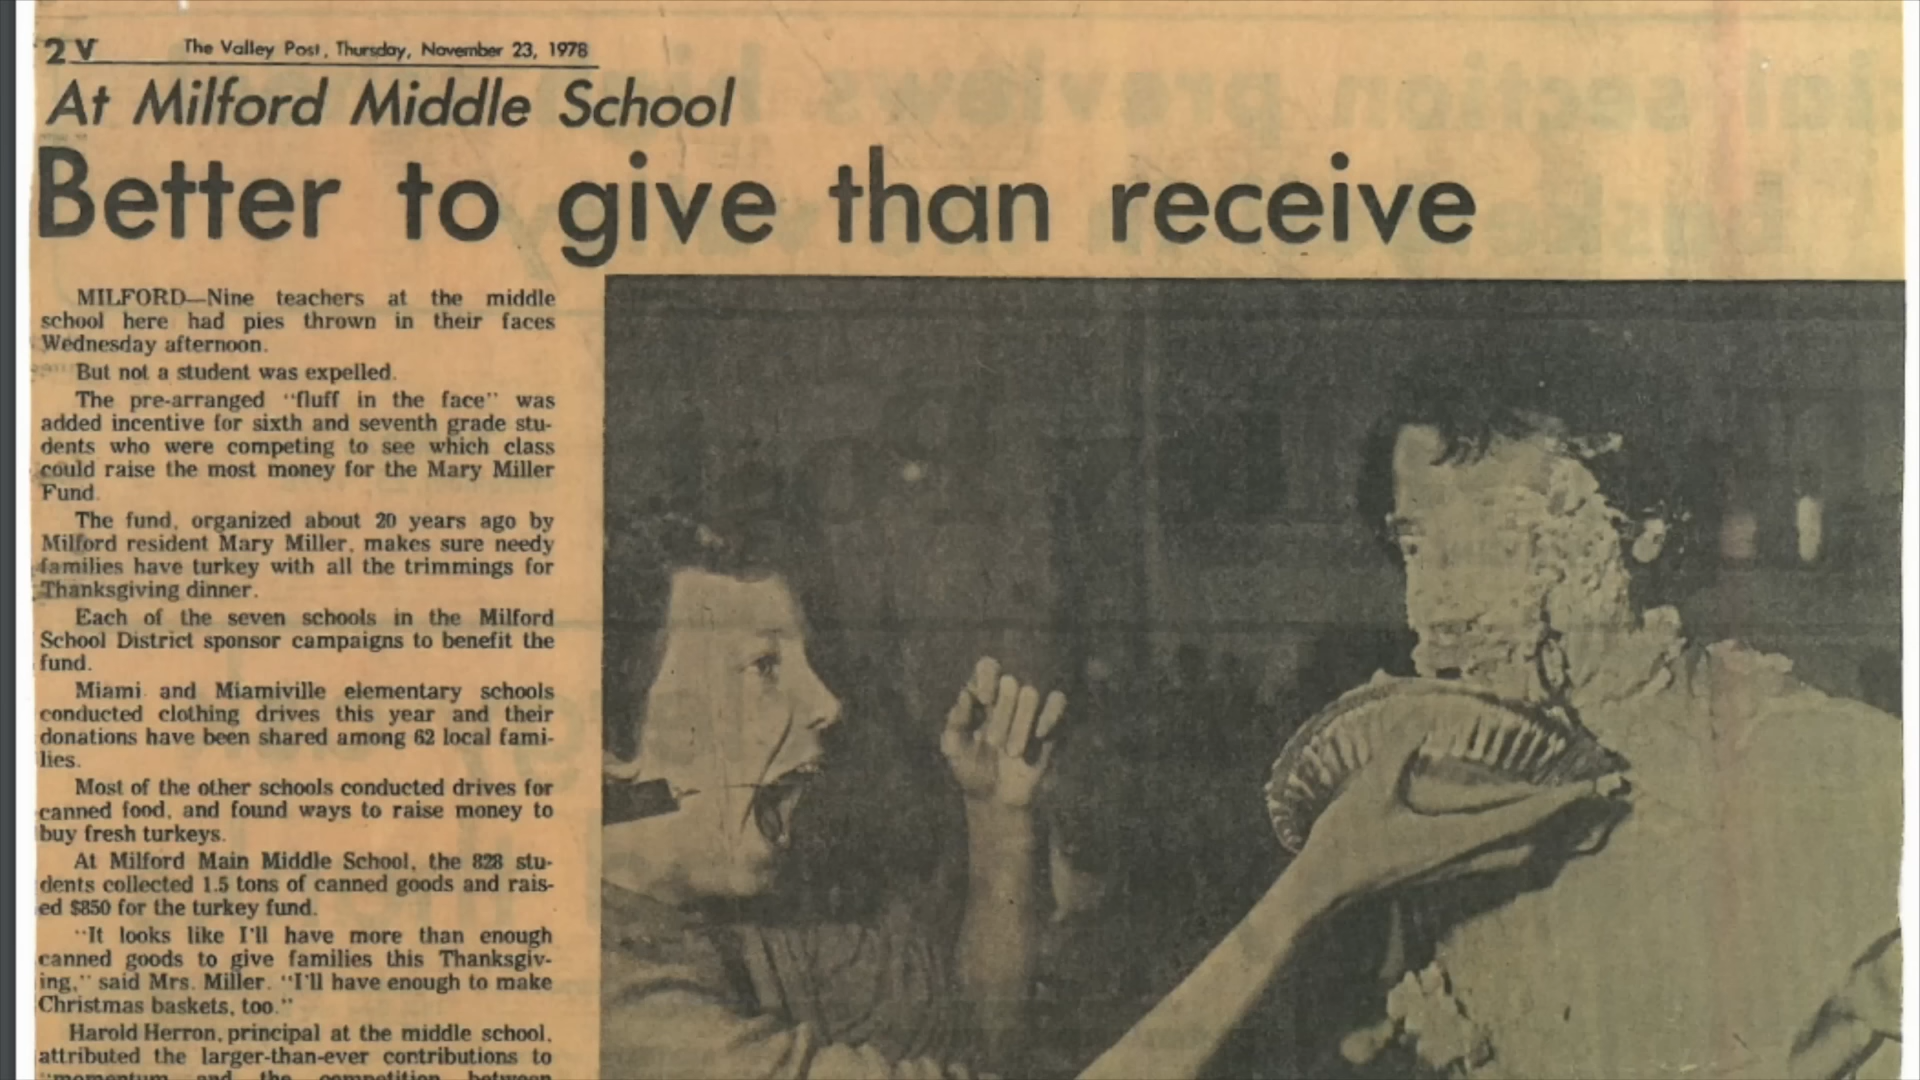 2 V The Valley Post, Thursday, November 23, 1978
At Milford Middle School
Better to give than receive
MILFORD—Nine teachers at the middle
school here had pies thrown in their faces
Wednesday afternoon.
But not a student was expelled.
The pre-arranged "fluff in the face" was
added incentive for sixth and seventh grade stu-
dents who were competing to see which class
could raise the most money for the Mary Miller
Fund.
The fund, organized about 20 years ago by
Milford resident Mary Miller, makes sure needy
families have turkey with all the trimmings for
Thanksgiving dinner.
Each of the seven schools in the Milford
School District sponsor campaigns to benefit the
fund.
Miami and Miamiville elementary schools
conducted clothing drives this year and their
donations have been shared among 62 local fami-
lies.
Most of the other schools conducted drives for
canned food, and found ways to raise money to
buy fresh turkeys.
At Milford Main Middle School, the 828 stu-
dents collected 1.5 tons of canned goods and rais-
ed $850 for the turkey fund.
"It looks like I'll have more than enough
canned goods to give families this Thanksgiv-
ing," said Mrs. Miller. "I'll have enough to make
Christmas baskets, too."
Harold Herron, principal at the middle school,
attributed the larger-than-ever contributions to
"momentum and the competition between